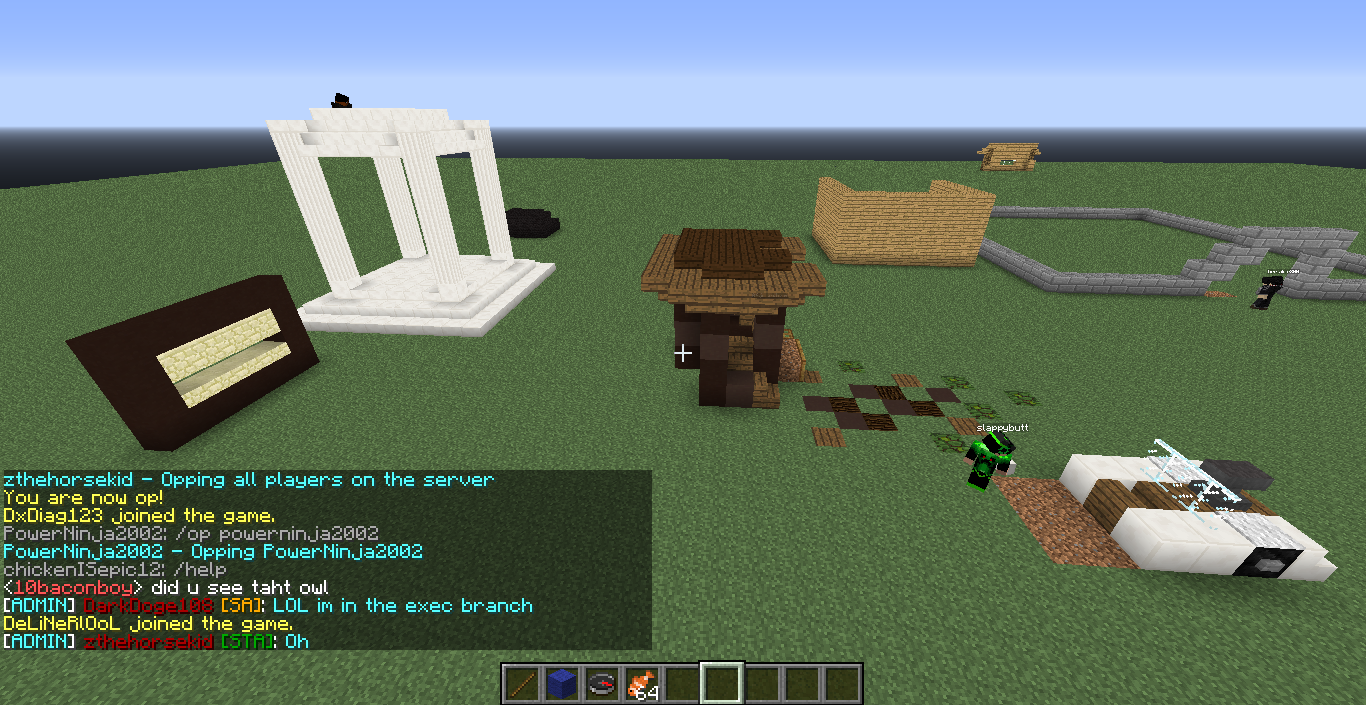 slappybutt
zthehorsekid - Opping all players on the server
You are now op!
DxDiag123 joined the game.
PowerNinja2002: /op powerninja2002
PowerNinja2002 - Opping PowerNinja2002
chickenISepic12: /help
<10baconboy> did u see taht owl
[ADMIN] DarkDoge108 [SA]: LOL im in the exec branch
DeLiNeRlOoL joined the game.
[ADMIN] zthehorsekid [STA]: Oh
64